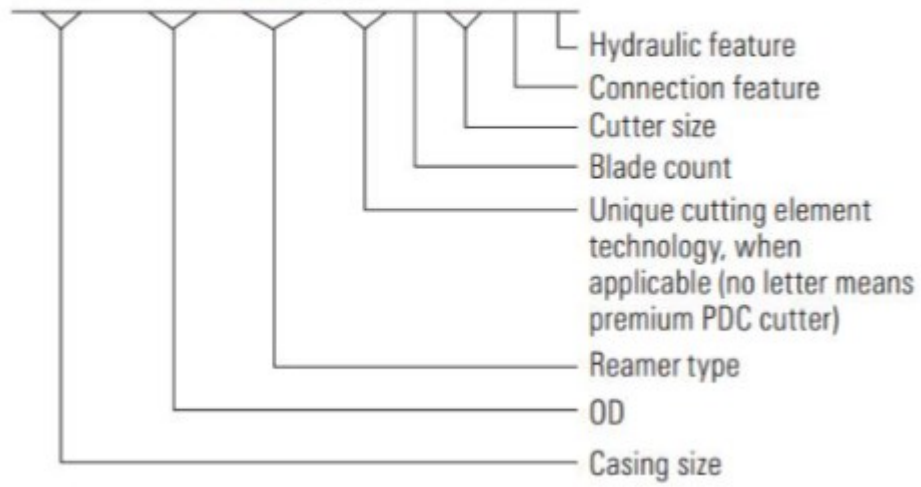 Hydraulic feature
Connection feature
Cutter size
Blade count
Unique cutting element
technology, when
applicable (no letter means
premium PDC cutter)
Reamer type
OD
Casing size